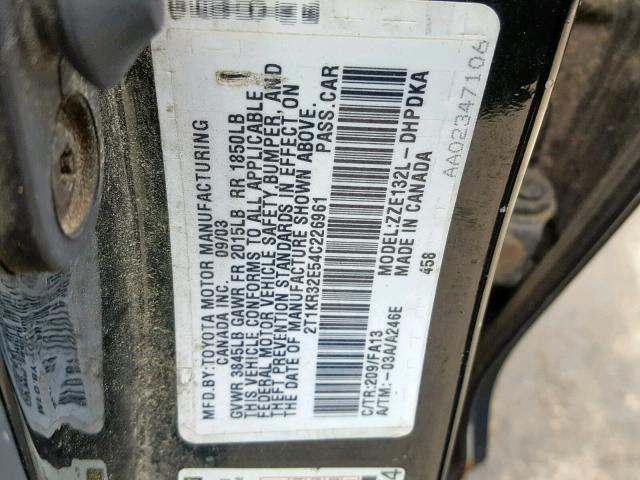 MFD.BY:TOYOTA MOTOR MANUFACTURING
CANADA INC. 09/03
GVWR 3845LB GAWR FR 2015LB RR 1850LB
THIS VEHICLE CONFORMS TO ALL APPLICABLE
FEDERAL MOTOR VEHICLE SAFETY, BUMPER, AND
THEFT PREVENTION STANDARDS IN EFFECT ON
THE DATE OF MANUFACTURE SHOWN ABOVE.
2T1KR32E54C226961 PASS.CAR
C/TR:209/FA13 MODEL:ZZE132L-DHPDKA
A/TM:-03A/A246E MADE IN CANADA
458
AA02347106
4